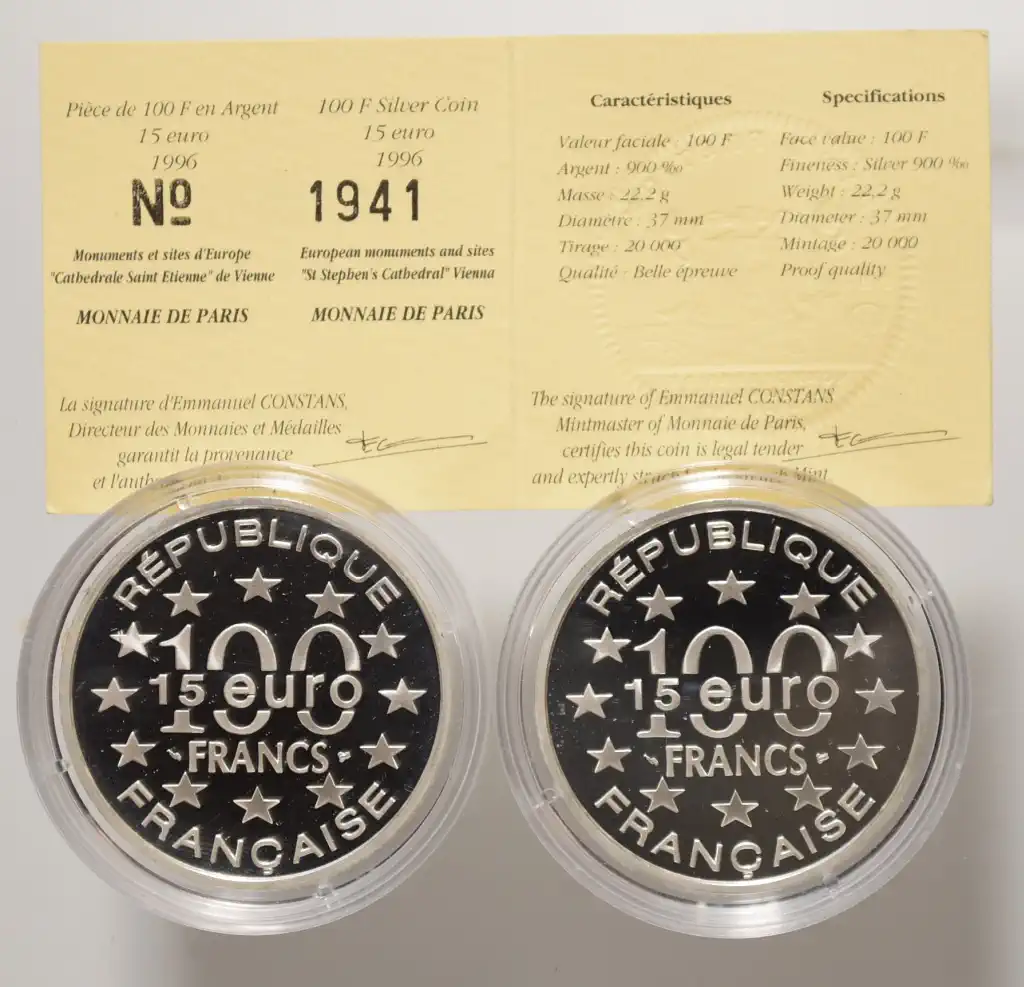 Pièce de 100 F en Argent
15 euro
1996
Nº
Monuments et sites d'Europe
"Cathedrale Saint Etienne" de Vienne
MONNAIE DE PARIS
100 F Silver Coin
15 euro
1996
1941
European monuments and sites
"St Stephen's Cathedral" Vienna
MONNAIE DE PARIS
La signature d'Emmanuel CONSTANS,
Directeur des Monnaies et Médailles
garantit la provenance
et
Caractéristiques
Valeur faciale : 100 F
Argent : 900 ‰
Masse : 22,2 g
Diamètre : 37 mm
Tirage : 20 000
Qualité : Belle épreuve
Specifications
Face value : 100 F
Fineness : Silver 900 ‰
Weight : 22,2 g
Diameter : 37 mm
Mintage : 20 000
Proof quality
The signature of Emmanuel CONSTANS
Mintmaster of Monnaie de Paris,
certifies this coin is legal tender
and expertly Mint
RÉPUBLIQUE
100
15 euro
FRANCS
FRANÇAISE
RÉPUBLIQUE
100
15 euro
FRANCS
FRANÇAISE